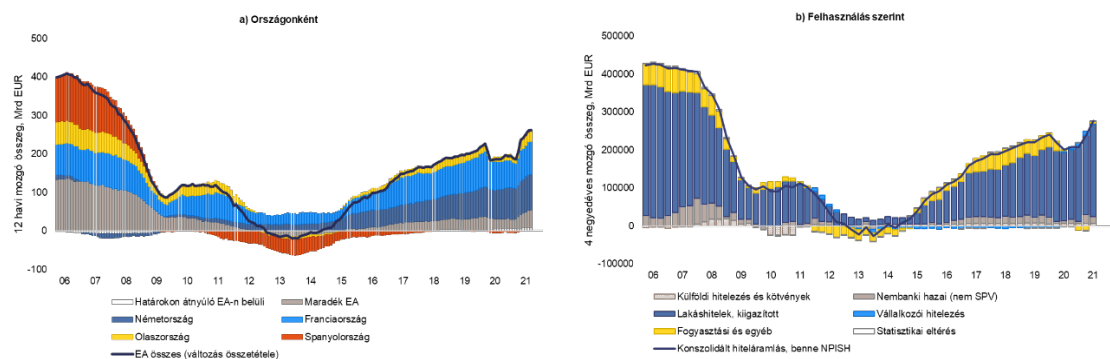 a) Országonként
12 havi mozgó összeg, Mrd EUR
500
400
300
200
100
0
-100
06 07 08 09 10 11 12 13 14 15 16 17 18 19 20 21
Határokon átnyúló EA-n belüli
Maradék EA
Németország
Franciaország
Olaszország
Spanyolország
EA összes (változás összetétele)
b) Felhasználás szerint
4 negyedéves mozgó összeg, Mrd EUR
500000
400000
300000
200000
100000
0
-100000
06 07 08 09 10 11 12 13 14 15 16 17 18 19 20 21
Külföldi hitelezés és kötvények
Nembanki hazai (nem SPV)
Lakáshitelek, kiigazított
Vállalkozói hitelezés
Fogyasztási és egyéb
Statisztikai eltérés
Konszolidált hiteláramlás, benne NPISH